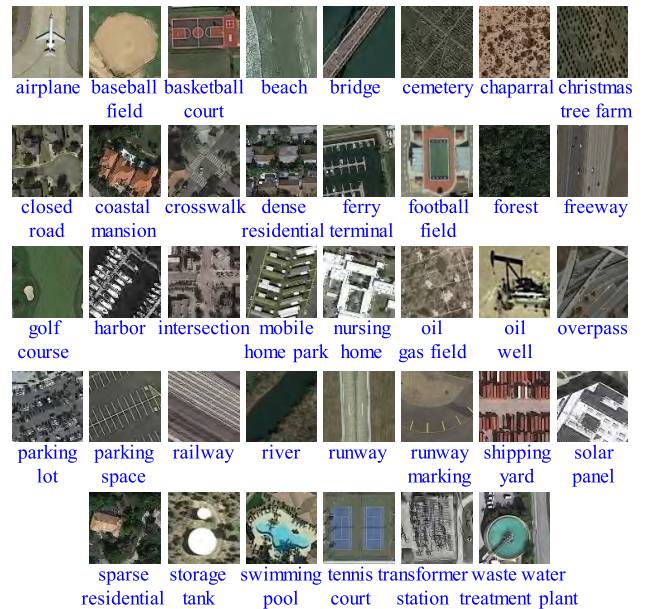 airplane baseball basketball beach bridge cemetery chaparral christmas
field court tree farm
closed coastal crosswalk dense ferry football forest freeway
road mansion residential terminal field
golf harbor intersection mobile nursing oil oil overpass
course home park home gas field well
parking parking railway river runway runway shipping solar
lot space marking yard panel
sparse storage swimming tennis transformer waste water
residential tank pool court station treatment plant